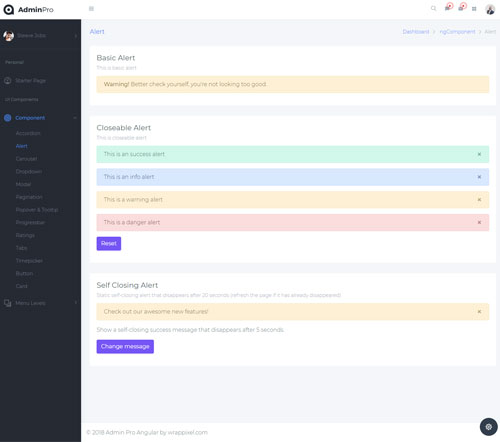 AdminPro
Steave Jobs
Personal
Starter Page
UI Components
Component
Accordion
Alert
Carousel
Dropdown
Model
Pagination
Popover & Tooltip
Progressbar
Ratings
Tabs
Timepicker
Button
Card
Menu Levels
Alert
Dashboard > ngComponent > Alert
Basic Alert
This is basic alert
Warning! Better check yourself, you're not looking too good.
Closeable Alert
This is closeable alert
This is an success alert ×
This is an info alert ×
This is a warning alert ×
This is a danger alert ×
Reset
Self Closing Alert
Static self-closing alert that disappears after 20 seconds (refresh the page if it has already disappeared)
Check out our awesome new features! ×
Show a self-closing success message that disappears after 5 seconds.
Change message
© 2018 Admin Pro Angular by wrappixel.com